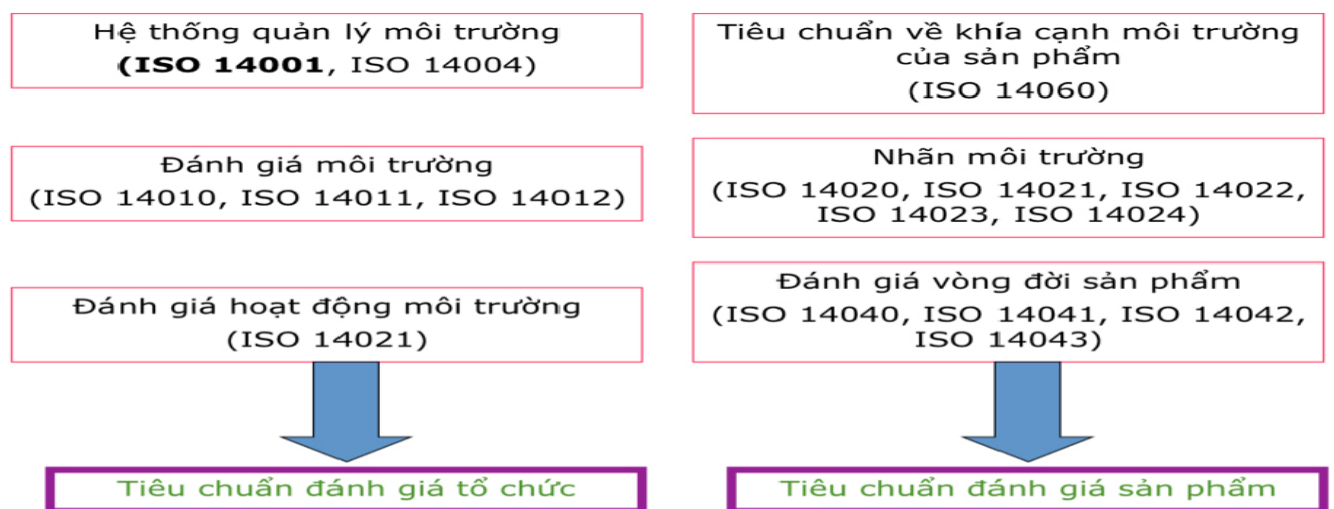 Hệ thống quản lý môi trường
(ISO 14001, ISO 14004)
Đánh giá môi trường
(ISO 14010, ISO 14011, ISO 14012)
Đánh giá hoạt động môi trường
(ISO 14021)
Tiêu chuẩn đánh giá tổ chức
Tiêu chuẩn về khía cạnh môi trường
của sản phẩm
(ISO 14060)
Nhãn môi trường
(ISO 14020, ISO 14021, ISO 14022,
ISO 14023, ISO 14024)
Đánh giá vòng đời sản phẩm
(ISO 14040, ISO 14041, ISO 14042,
ISO 14043)
Tiêu chuẩn đánh giá sản phẩm